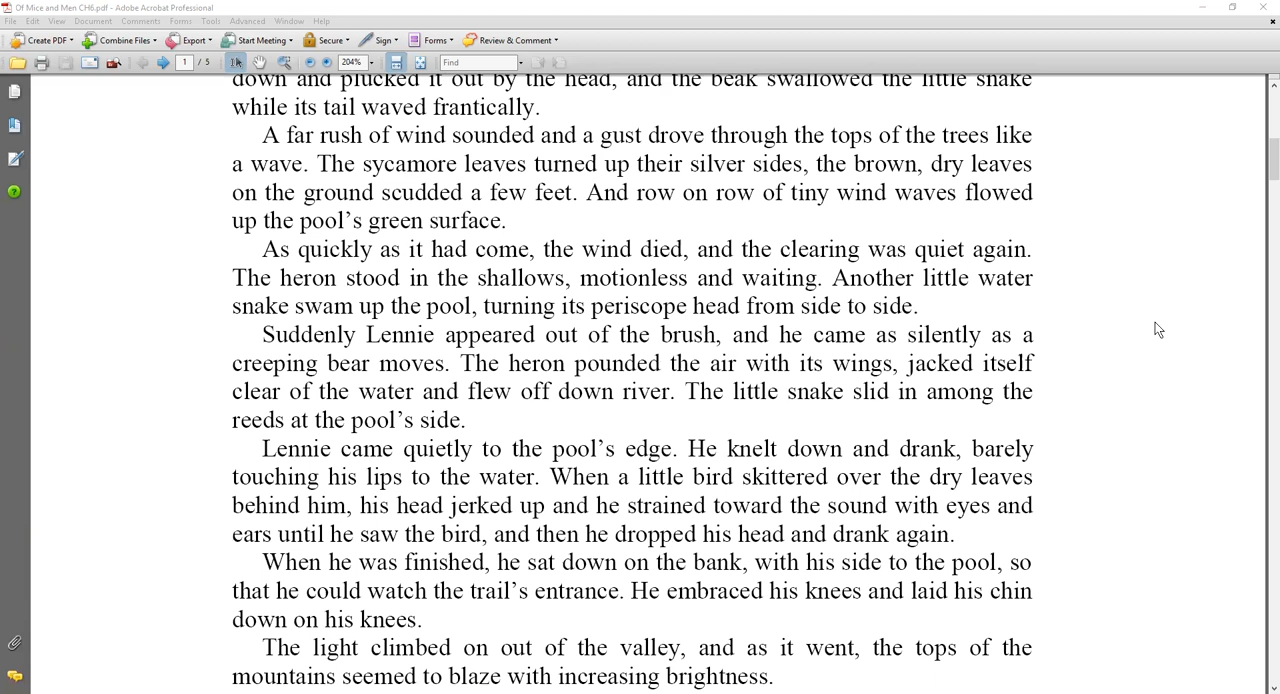 Of Mice and Men CH6.pdf - Adobe Acrobat Professional
File Edit View Document Comments Forms Tools Advanced Window Help
Create PDF Combine Files Export Start Meeting Secure Sign Forms Review & Comment
1 / 5 204% Find
down and plucked it out by the head, and the beak swallowed the little snake
while its tail waved frantically.
A far rush of wind sounded and a gust drove through the tops of the trees like
a wave. The sycamore leaves turned up their silver sides, the brown, dry leaves
on the ground scudded a few feet. And row on row of tiny wind waves flowed
up the pool’s green surface.
As quickly as it had come, the wind died, and the clearing was quiet again.
The heron stood in the shallows, motionless and waiting. Another little water
snake swam up the pool, turning its periscope head from side to side.
Suddenly Lennie appeared out of the brush, and he came as silently as a
creeping bear moves. The heron pounded the air with its wings, jacked itself
clear of the water and flew off down river. The little snake slid in among the
reeds at the pool’s side.
Lennie came quietly to the pool’s edge. He knelt down and drank, barely
touching his lips to the water. When a little bird skittered over the dry leaves
behind him, his head jerked up and he strained toward the sound with eyes and
ears until he saw the bird, and then he dropped his head and drank again.
When he was finished, he sat down on the bank, with his side to the pool, so
that he could watch the trail’s entrance. He embraced his knees and laid his chin
down on his knees.
The light climbed on out of the valley, and as it went, the tops of the
mountains seemed to blaze with increasing brightness.